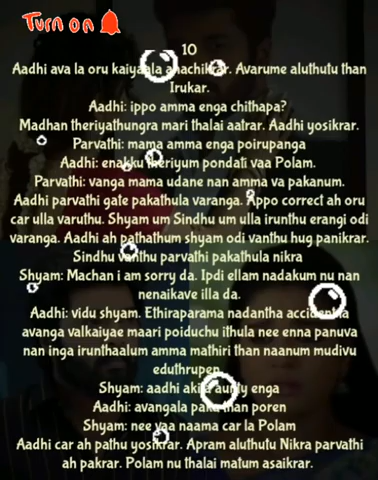 Turn on
10
Aadhi ava la oru kaiyaala anachikrar. Avarume aluthutu than
Irukar.
Aadhi: ippo amma enga chithapa?
Madhan theriyathungra mari thalai aatrar. Aadhi yosikrar.
Parvathi: mama amma enga poirupanga
Aadhi: enakku theriyum pondati vaa Polam.
Parvathi: vanga mama udane nan amma va pakanum.
Aadhi parvathi gate pakathula varanga. Appo correct ah oru
car ulla varuthu. Shyam um Sindhu um ulla irunthu erangi odi
varanga. Aadhi ah pathathum shyam odi vanthu hug panikrar.
Sindhu vanthu parvathi pakathula nikra
Shyam: Machan i am sorry da. Ipdi ellam nadakum nu nan
nenaikave illa da.
Aadhi: vidu shyam. Ethiraparama nadantha
avanga valkaiyae maari poiduchu ithula nee enna panuva
nan inga irunthaalum amma mathiri than naanum mudivu
eduthrupen.
Shyam: aadhi enga
Aadhi: avangala than poren
Shyam: nee vaa naama car la Polam
Aadhi car ah pathu yosikrar. Apram aluthutu Nikra parvathi
ah pakrar. Polam nu thalai matum asaikrar.